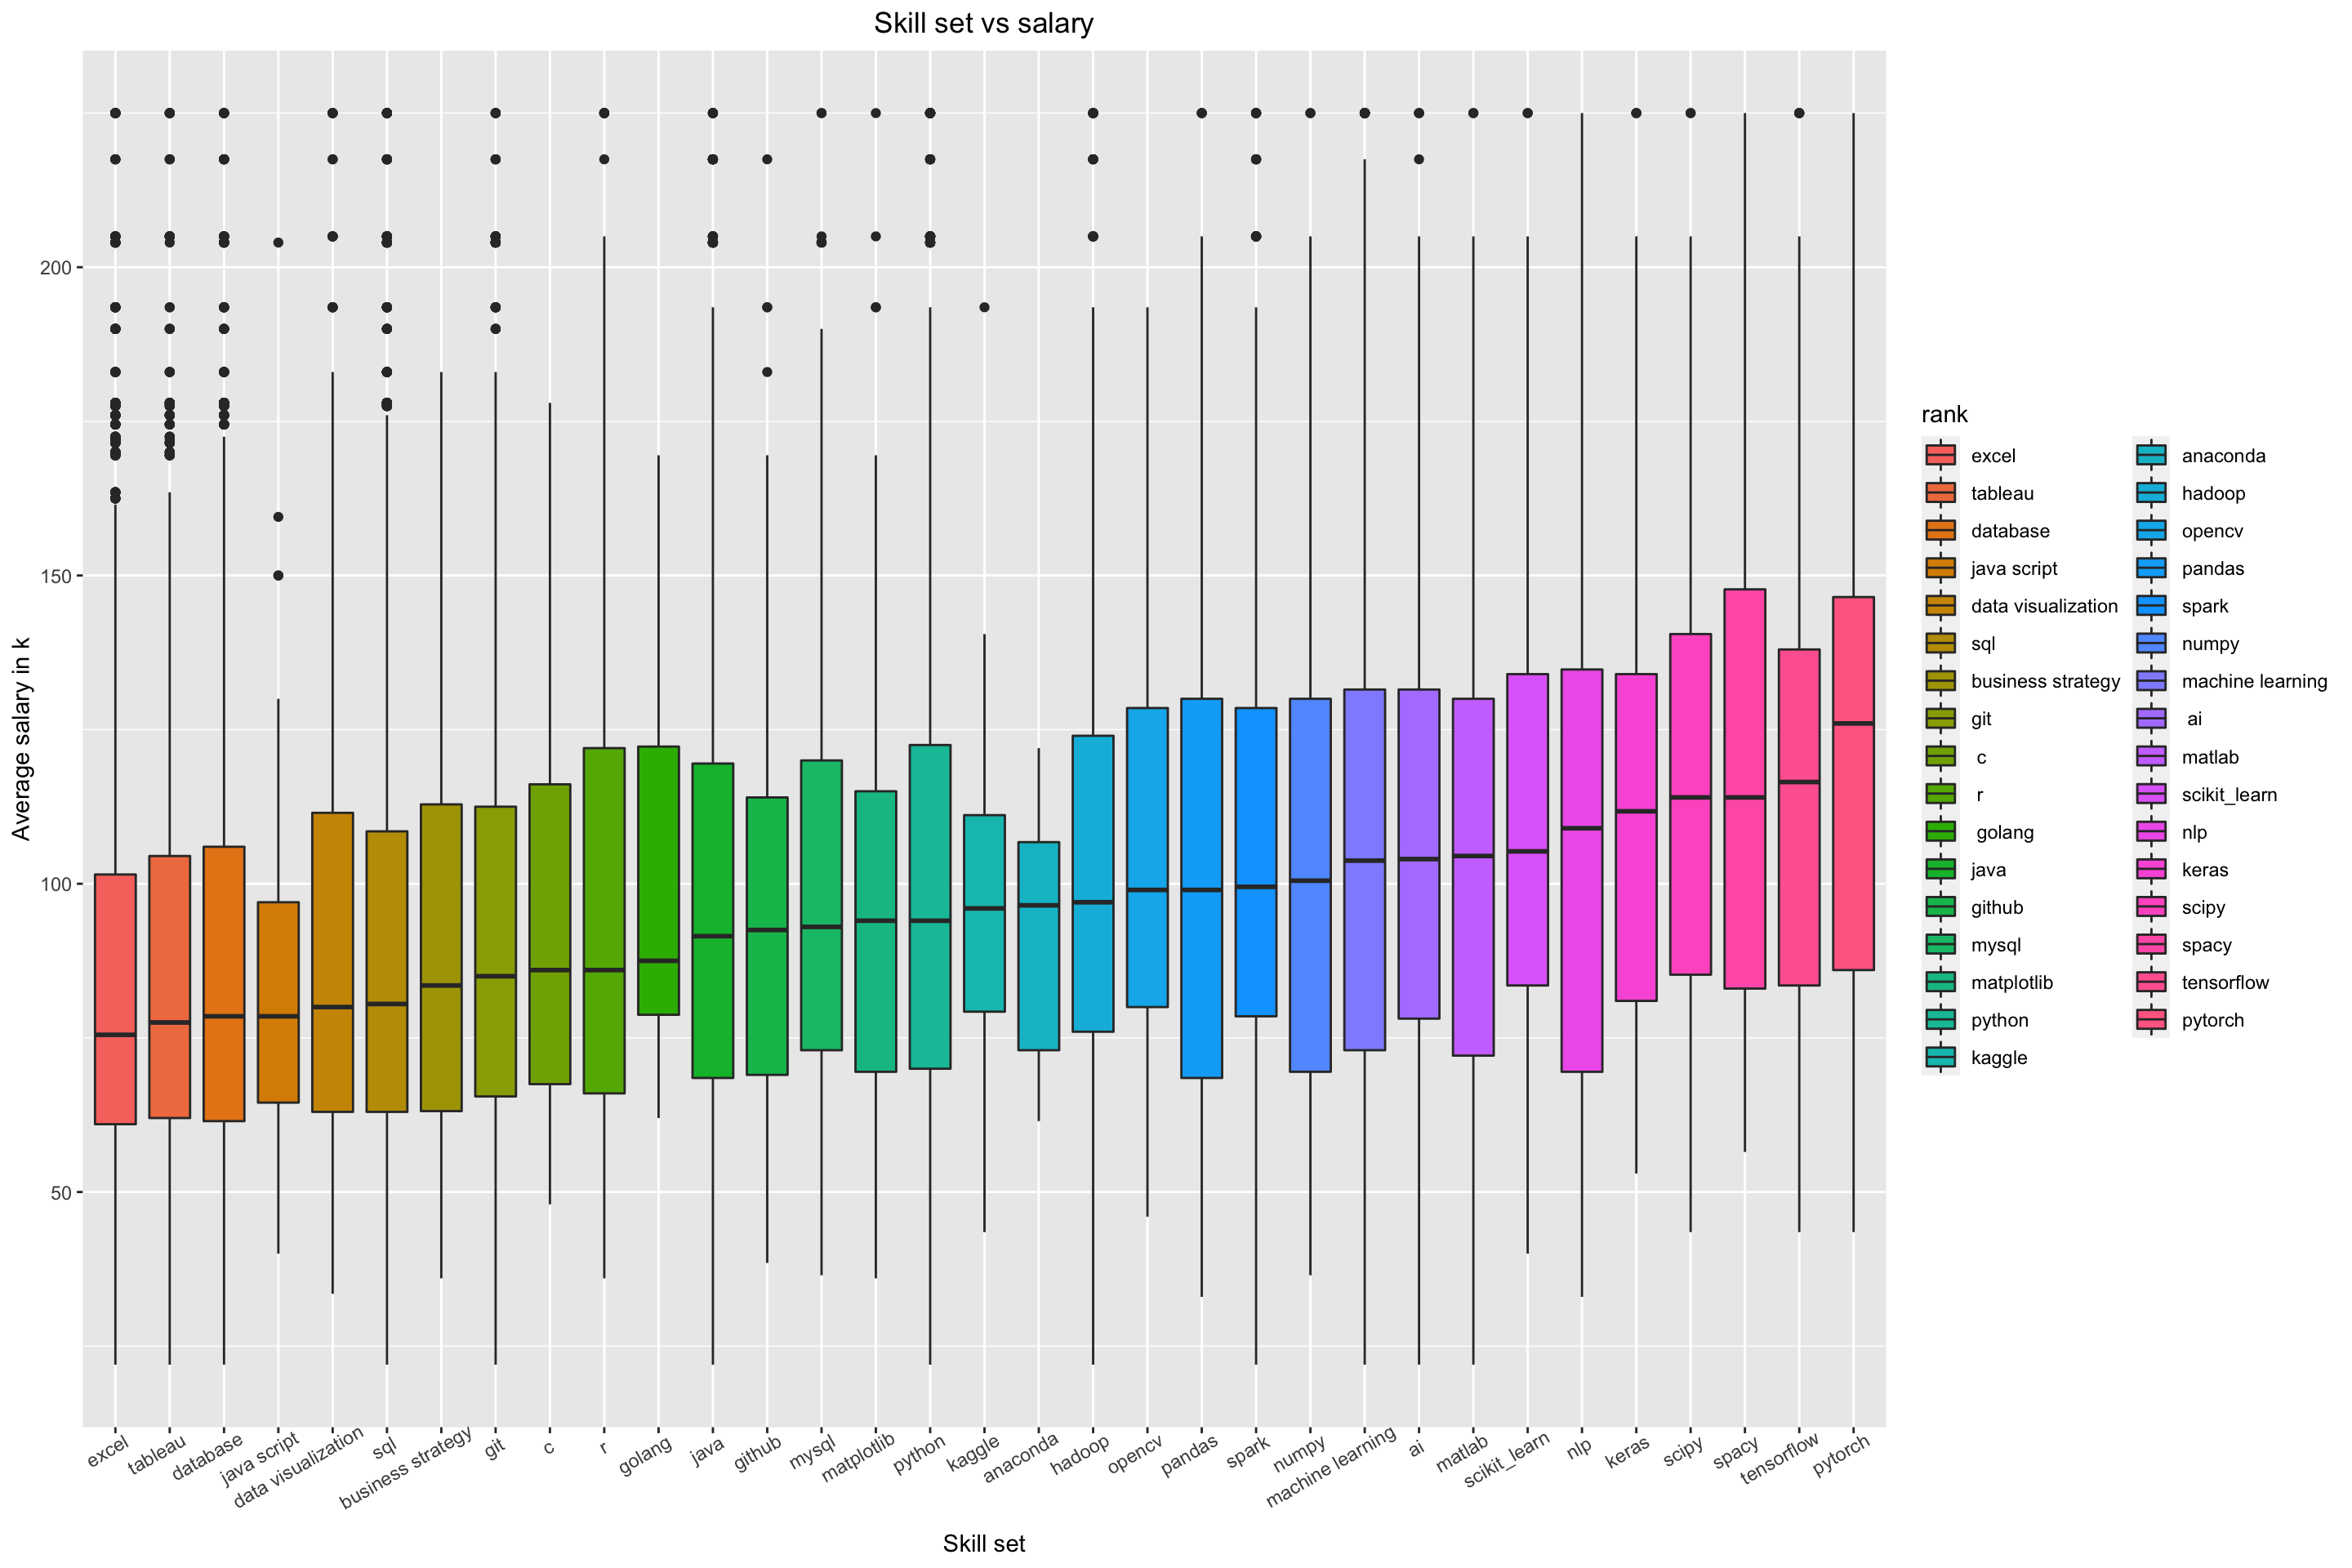 Skill set vs salary
Average salary in k
200
150
100
50
excel
tableau
database
java script
data visualization
sql
business strategy
git
c
r
golang
java
github
mysql
matplotlib
python
kaggle
anaconda
hadoop
opencv
pandas
spark
numpy
machine learning
ai
matlab
scikit_learn
nlp
keras
scipy
spacy
tensorflow
pytorch
Skill set
rank
excel
tableau
database
java script
data visualization
sql
business strategy
git
c
r
golang
java
github
mysql
matplotlib
python
kaggle
anaconda
hadoop
opencv
pandas
spark
numpy
machine learning
ai
matlab
scikit_learn
nlp
keras
scipy
spacy
tensorflow
pytorch